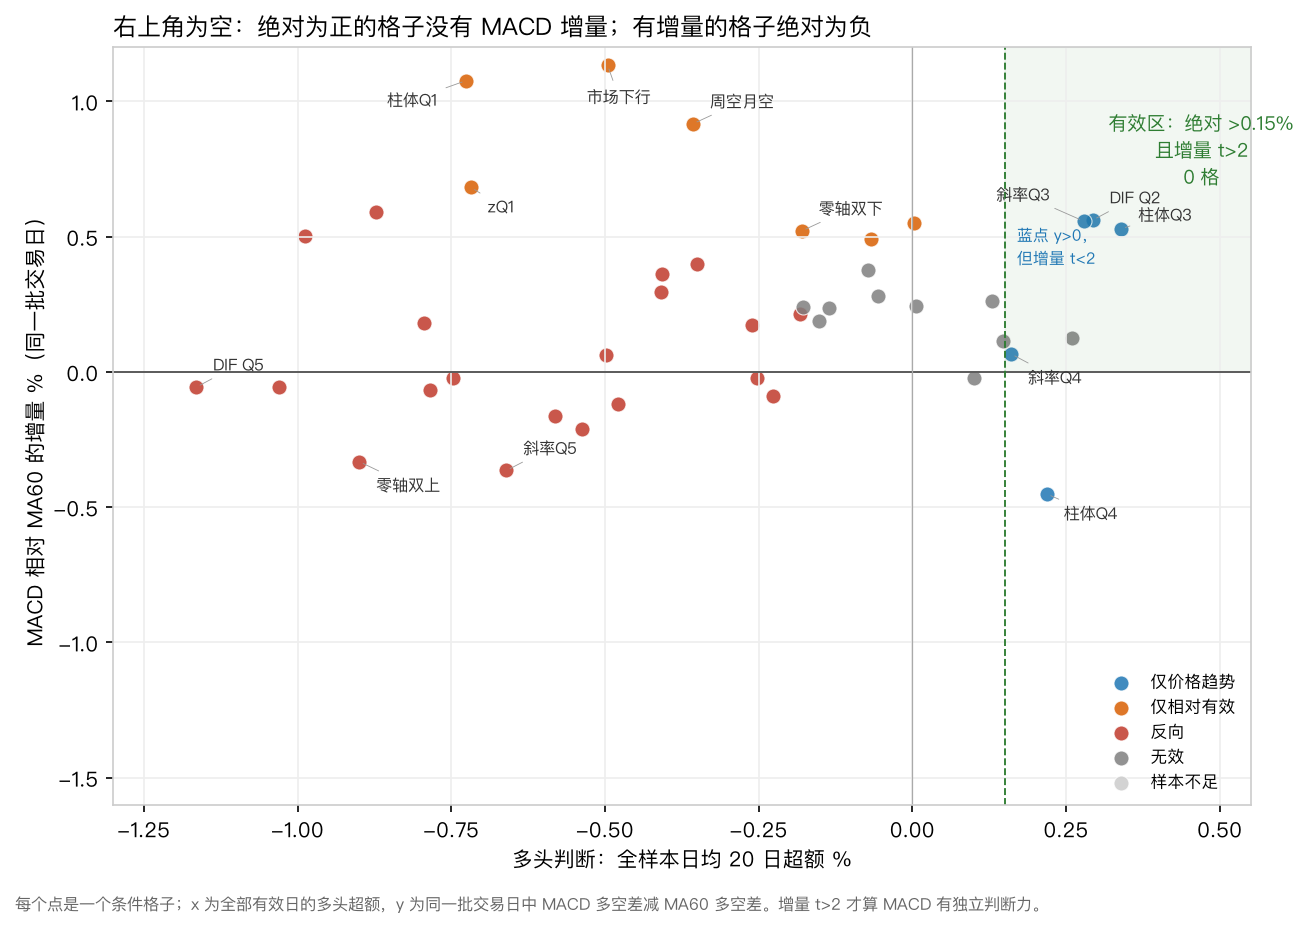 右上角为空：绝对为正的格子没有 MACD 增量；有增量的格子绝对为负
MACD 相对 MA60 的增量 %（同一批交易日）
1.0
0.5
0.0
−0.5
−1.0
−1.5
柱体Q1
市场下行
周空月空
zQ1
零轴双下
有效区：绝对 >0.15%
且增量 t>2
0 格
斜率Q3
DIF Q2
柱体Q3
蓝点 y>0，
但增量 t<2
DIF Q5
斜率Q4
斜率Q5
零轴双上
柱体Q4
仅价格趋势
仅相对有效
反向
无效
样本不足
−1.25
−1.00
−0.75
−0.50
−0.25
0.00
0.25
0.50
多头判断：全样本日均 20 日超额 %
每个点是一个条件格子；x 为全部有效日的多头超额，y 为同一批交易日中 MACD 多空差减 MA60 多空差。增量 t>2 才算 MACD 有独立判断力。